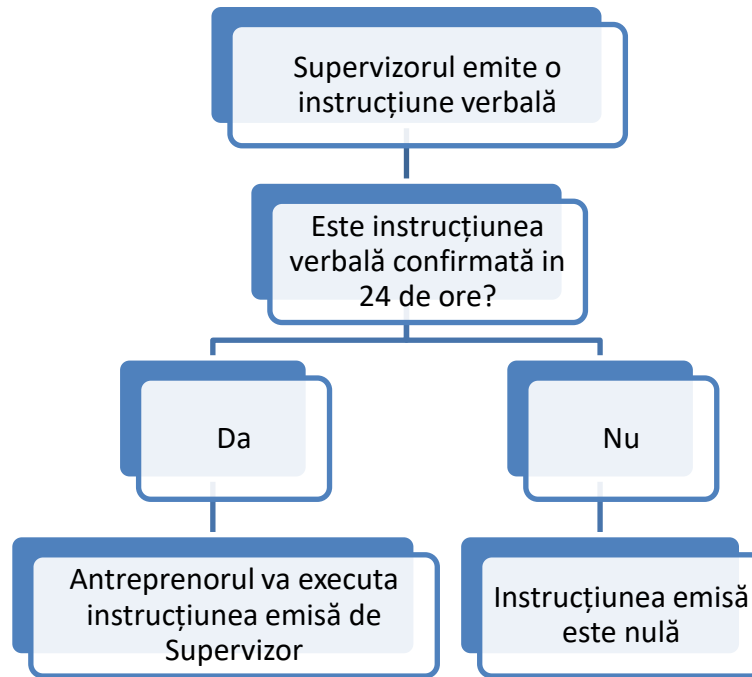 Supervizorul emite o
instrucțiune verbală
Este instrucțiunea
verbală confirmată in
24 de ore?
Da
Nu
Antreprenorul va executa
instrucțiunea emisă de
Supervizor
Instrucțiunea emisă
este nulă